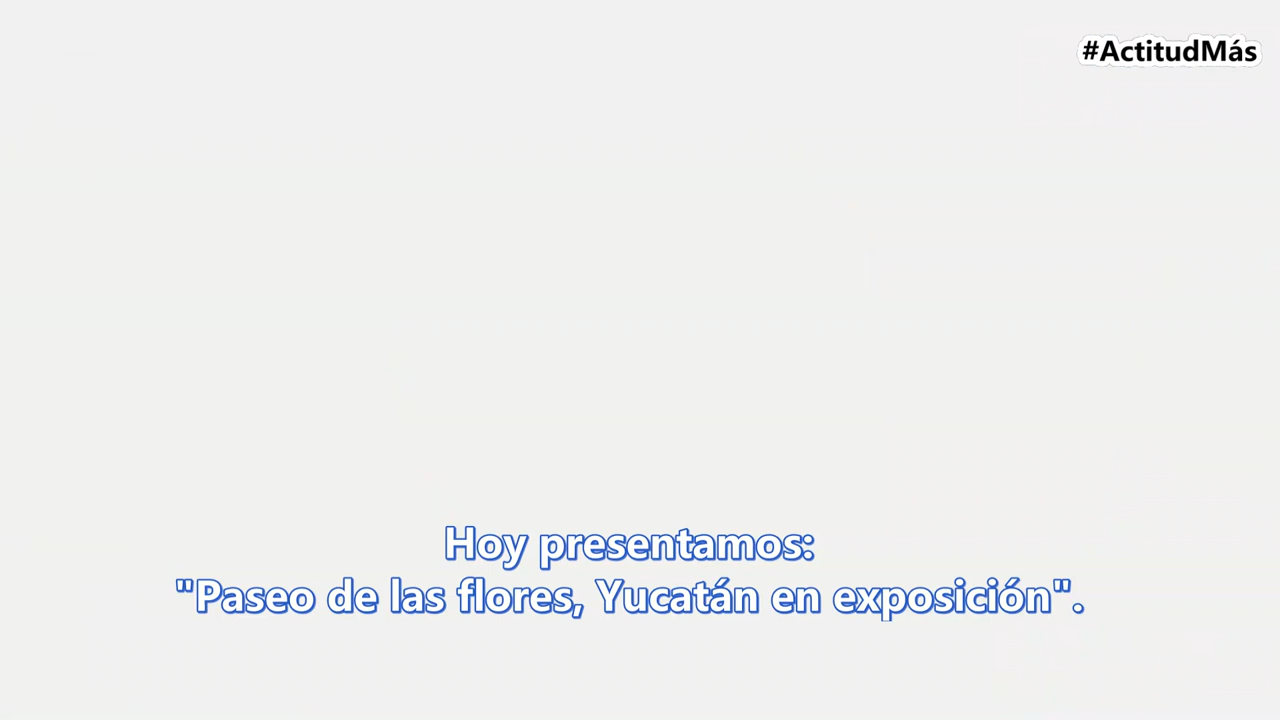 #ActitudMás
Hoy presentamos:
"Paseo de las flores, Yucatán en exposición".